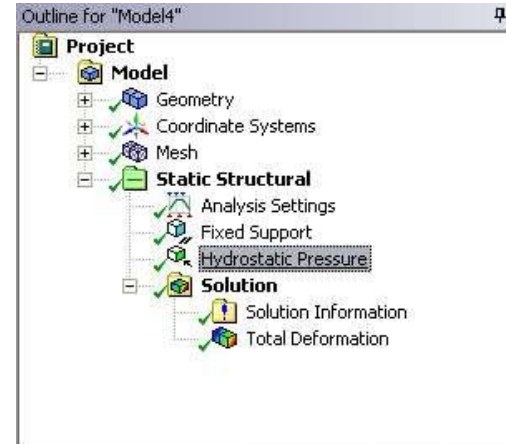 Outline for "Model4"
Project
Model
Geometry
Coordinate Systems
Mesh
Static Structural
Analysis Settings
Fixed Support
Hydrostatic Pressure
Solution
Solution Information
Total Deformation